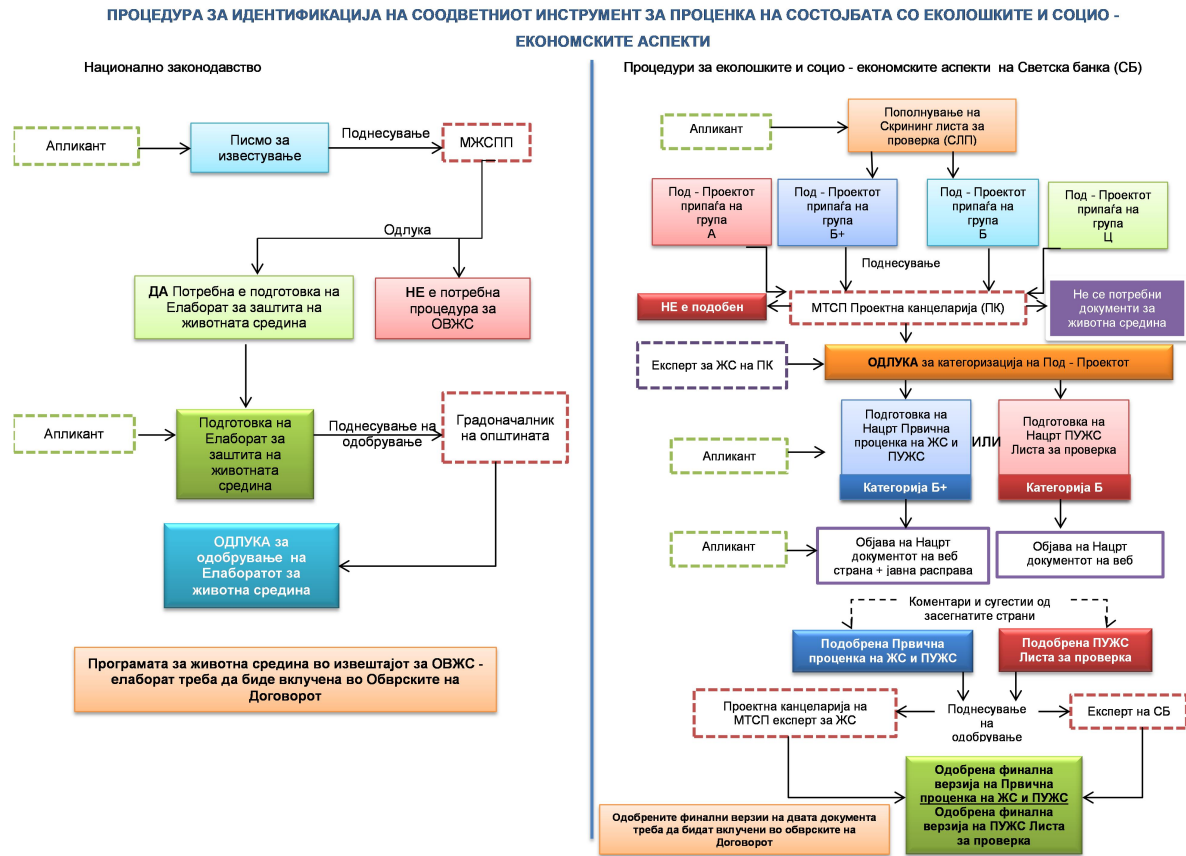 ПРОЦЕДУРА ЗА ИДЕНТИФИКАЦИЈА НА СООДВЕТНИОТ ИНСТРУМЕНТ ЗА ПРОЦЕНКА НА СОСТОЈБАТА СО ЕКОЛОШКИТЕ И СОЦИО -
ЕКОНОМСКИТЕ АСПЕКТИ
Национално законодавство
Апликант
Писмо за
известување
Поднесување
МЖСПП
Одлука
ДА Потребна е подготовка на
Елаборат за заштита на
животната средина
НЕ е потребна
процедура за
ОВЖС
Апликант
Подготовка на
Елаборат за
заштита на
животната
средина
Поднесување на
одобрување
Градоначалник
на општината
ОДЛУКА за
одобрување на
Елаборатот за
животна средина
Програмата за животна средина во извештајот за ОВЖС -
елаборат треба да биде вклучена во Обврските на
Договорот
Процедури за еколошките и социо - економските аспекти на Светска банка (СБ)
Апликант
Пополнување на
Скрининг листа за
проверка (СЛП)
Под - Проектот
припаѓа на
група
А
Под - Проектот
припаѓа на
група
Б+
Под - Проектот
припаѓа на
група
Б
Под - Проектот
припаѓа на
група
Ц
Поднесување
НЕ е подобен
МТСП Проектна канцеларија (ПК)
Не се потребни
документи за
животна средина
Експерт за ЖС на ПК
ОДЛУКА за категоризација на Под - Проектот
Апликант
Подготовка на
Нацрт Првична
проценка на ЖС и
ПУЖС
Категорија Б+
ИЛИ
Подготовка на
Нацрт ПУЖС
Листа за проверка
Категорија Б
Апликант
Објава на Нацрт
документот на веб
страна + јавна расправа
Објава на Нацрт
документот на веб
Коментари и сугестии од
засегнатите страни
Подобрена Првична
проценка на ЖС и ПУЖС
Подобрена ПУЖС
Листа за проверка
Проектна канцеларија на
МТСП експерт за ЖС
Поднесување
на
одобрување
Експерт на СБ
Одобрена финална
верзија на Првична
проценка на ЖС и ПУЖС
Одобрена финална
верзија на ПУЖС Листа
за проверка
Одобрените финални верзии на двата документа
треба да бидат вклучени во обврските на
Договорот